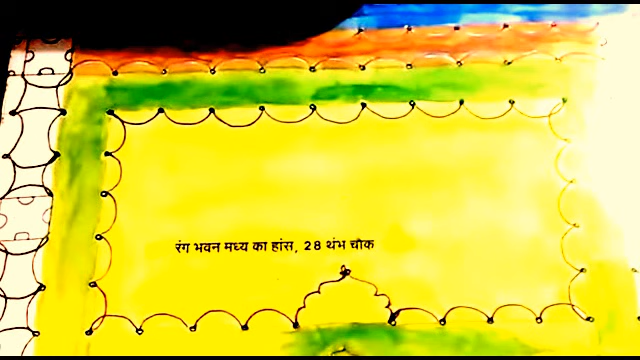 रंग भवन मध्य का हांस, 28 थंभ चौक